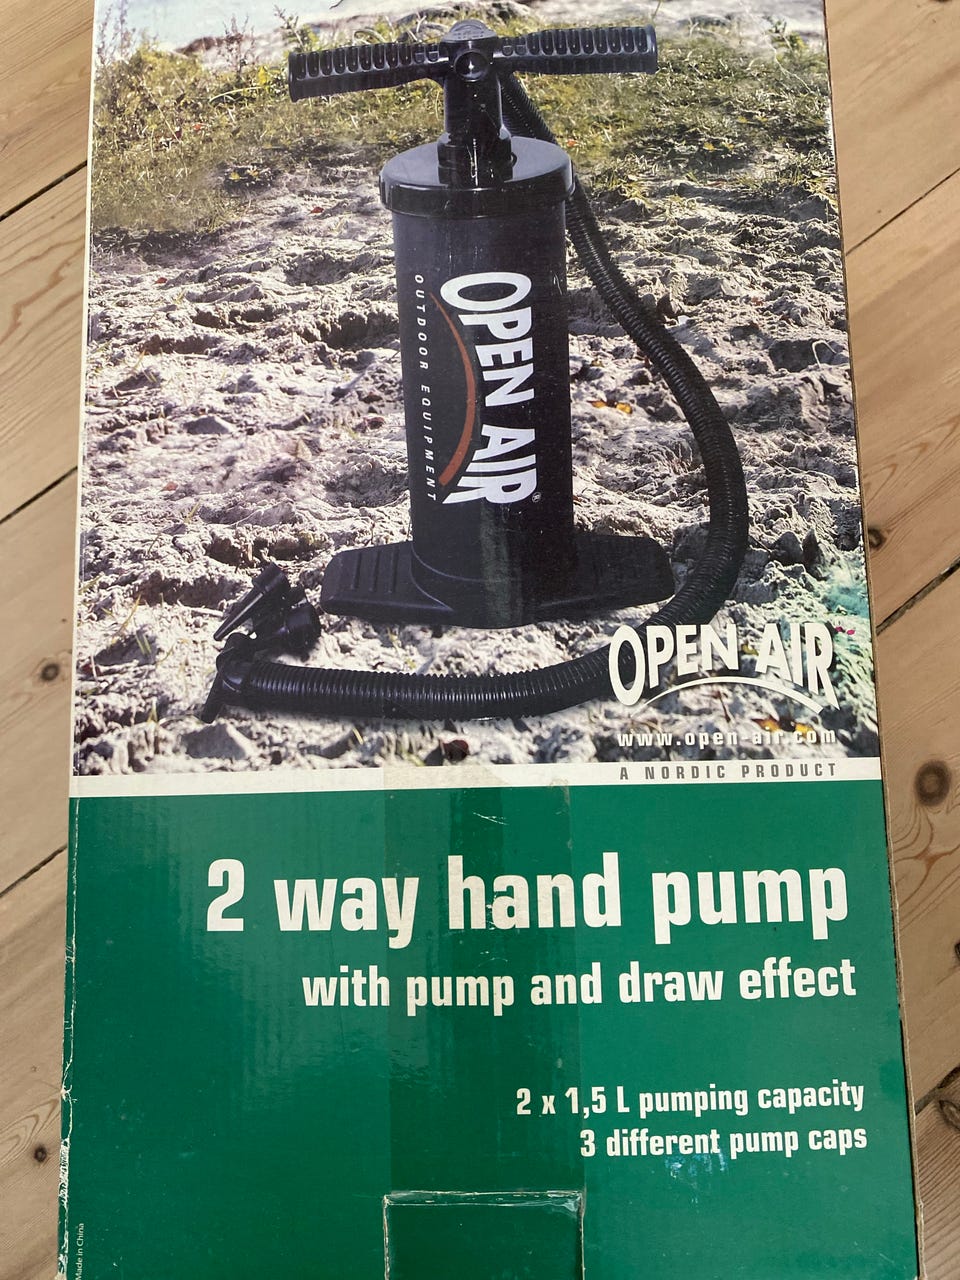 OPEN AIR®
OUTDOOR EQUIPMENT
OPEN AIR
www.open-air.com
A NORDIC PRODUCT
2 way hand pump
with pump and draw effect
2 x 1,5 L pumping capacity
3 different pump caps
Made in China